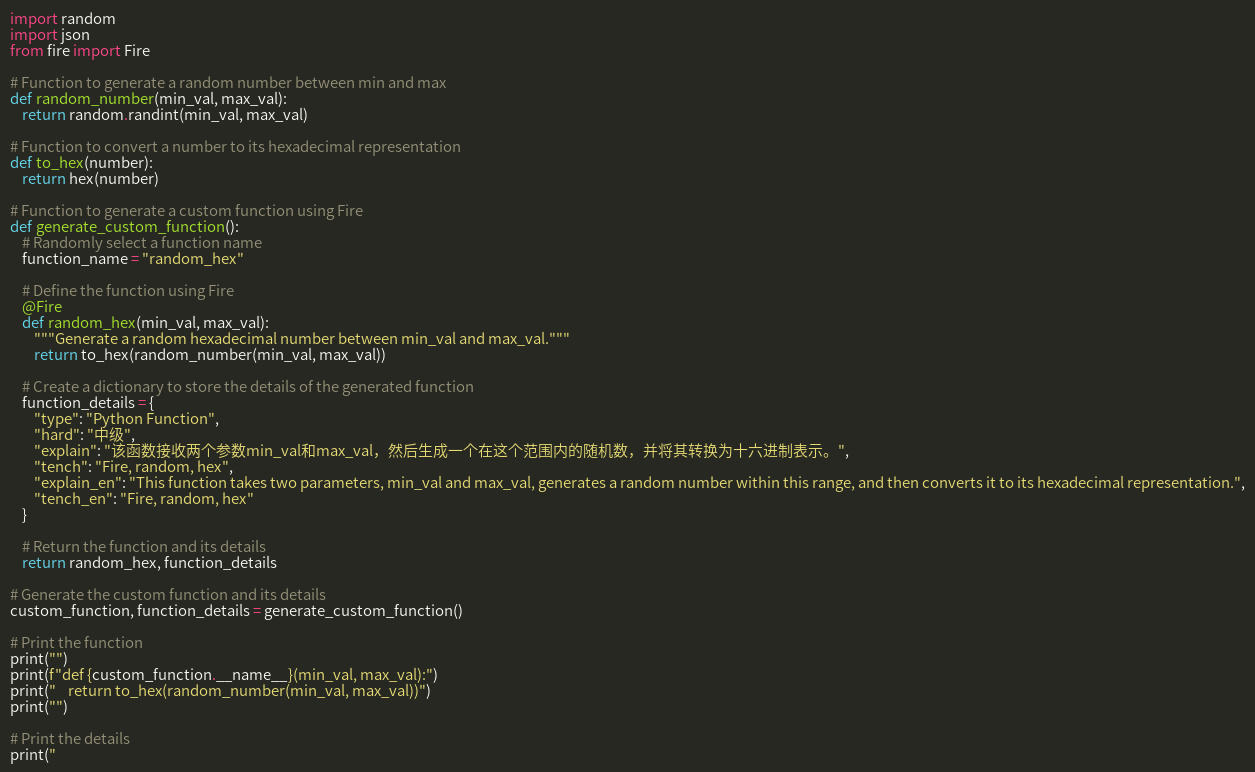 import random
import json
from fire import Fire
# Function to generate a random number between min and max
def random_number(min_val, max_val):
    return random.randint(min_val, max_val)
# Function to convert a number to its hexadecimal representation
def to_hex(number):
    return hex(number)
# Function to generate a custom function using Fire
def generate_custom_function():
    # Randomly select a function name
    function_name = "random_hex"
    # Define the function using Fire
    @Fire
    def random_hex(min_val, max_val):
        """Generate a random hexadecimal number between min_val and max_val."""
        return to_hex(random_number(min_val, max_val))
    # Create a dictionary to store the details of the generated function
    function_details = {
        "type": "Python Function",
        "hard": "中级",
        "explain": "该函数接收两个参数min_val和max_val，然后生成一个在这个范围内的随机数，并将其转换为十六进制表示。",
        "tench": "Fire, random, hex",
        "explain_en": "This function takes two parameters, min_val and max_val, generates a random number within this range, and then converts it to its hexadecimal representation.",
        "tench_en": "Fire, random, hex"
    }
    # Return the function and its details
    return random_hex, function_details
# Generate the custom function and its details
custom_function, function_details = generate_custom_function()
# Print the function
print("")
print(f"def {custom_function.__name__}(min_val, max_val):")
print("    return to_hex(random_number(min_val, max_val))")
print("")
# Print the details
print("